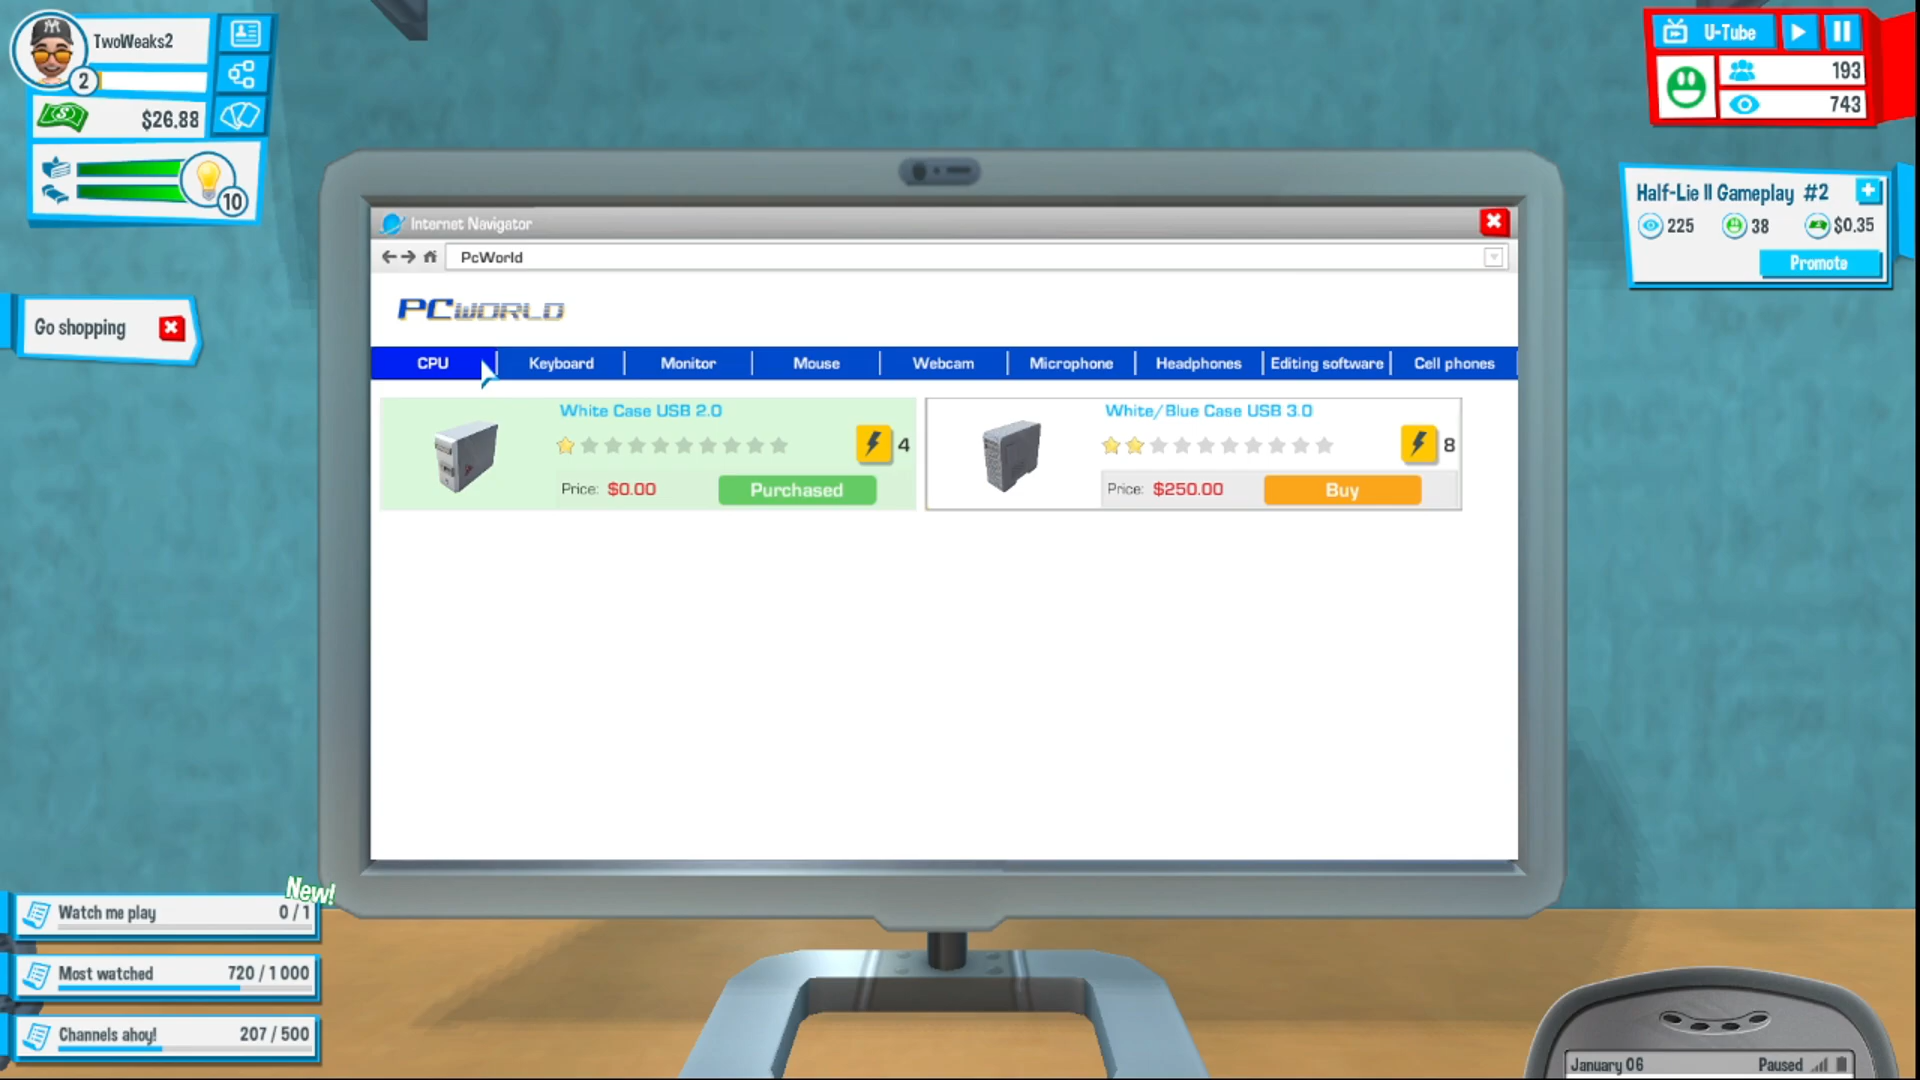 TwoWeaks2
2
$26.88
10
Go shopping
U-Tube
193
743
Half-Lie II Gameplay #2
225
38
$0.35
Promote
Internet Navigator
PcWorld
PCWORLD
CPU
Keyboard
Monitor
Mouse
Webcam
Microphone
Headphones
Editing software
Cell phones
White Case USB 2.0
4
Price: $0.00
Purchased
White/Blue Case USB 3.0
8
Price: $250.00
Buy
New!
Watch me play 0 / 1
Most watched 720 / 1 000
Channels ahoy! 207 / 500
January 06
Paused